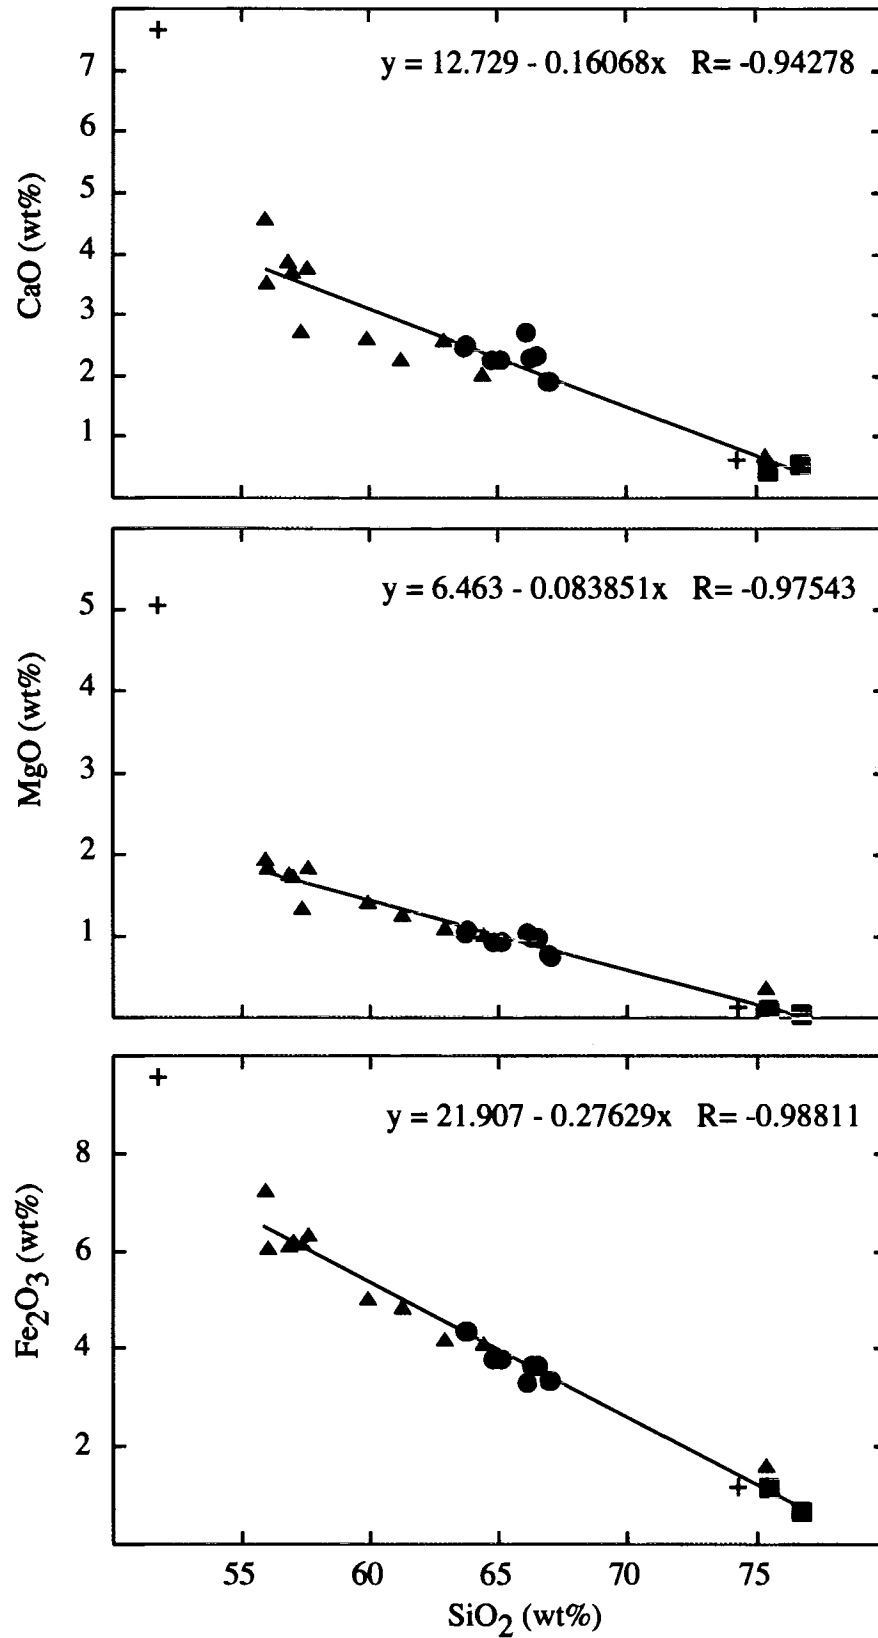 y = 12.729 - 0.16068x R= -0.94278
7
6
5
4
3
2
1
CaO (wt%)
y = 6.463 - 0.083851x R= -0.97543
5
4
3
2
1
MgO (wt%)
y = 21.907 - 0.27629x R= -0.98811
8
6
4
2
Fe₂O₃ (wt%)
55 60 65 70 75
SiO₂ (wt%)